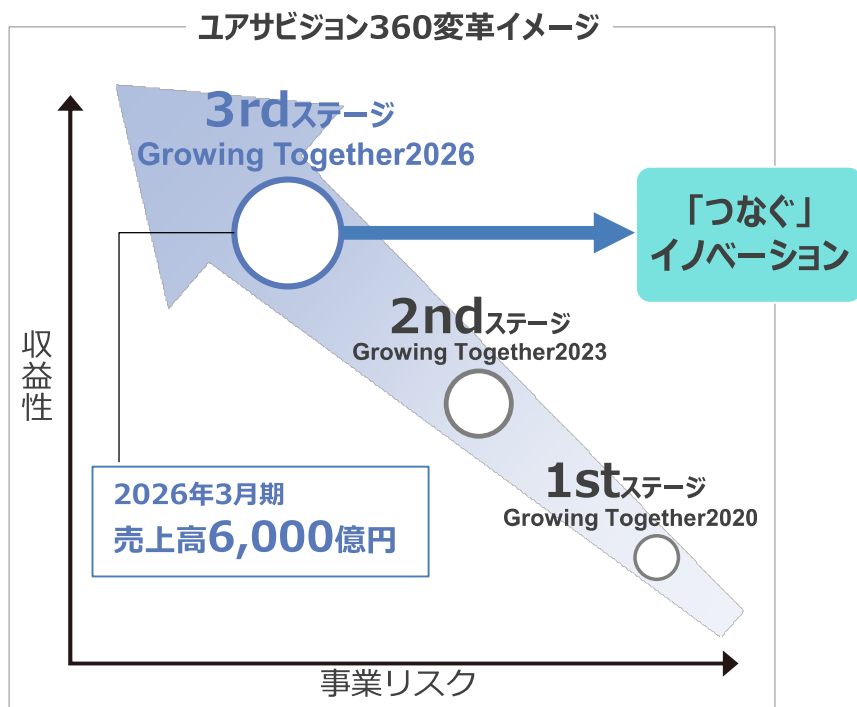 ユアサビジョン360変革イメージ
3rdステージ
Growing Together2026
「つなぐ」
イノベーション
2ndステージ
Growing Together2023
収益性
1stステージ
Growing Together2020
2026年3月期
売上高6,000億円
事業リスク